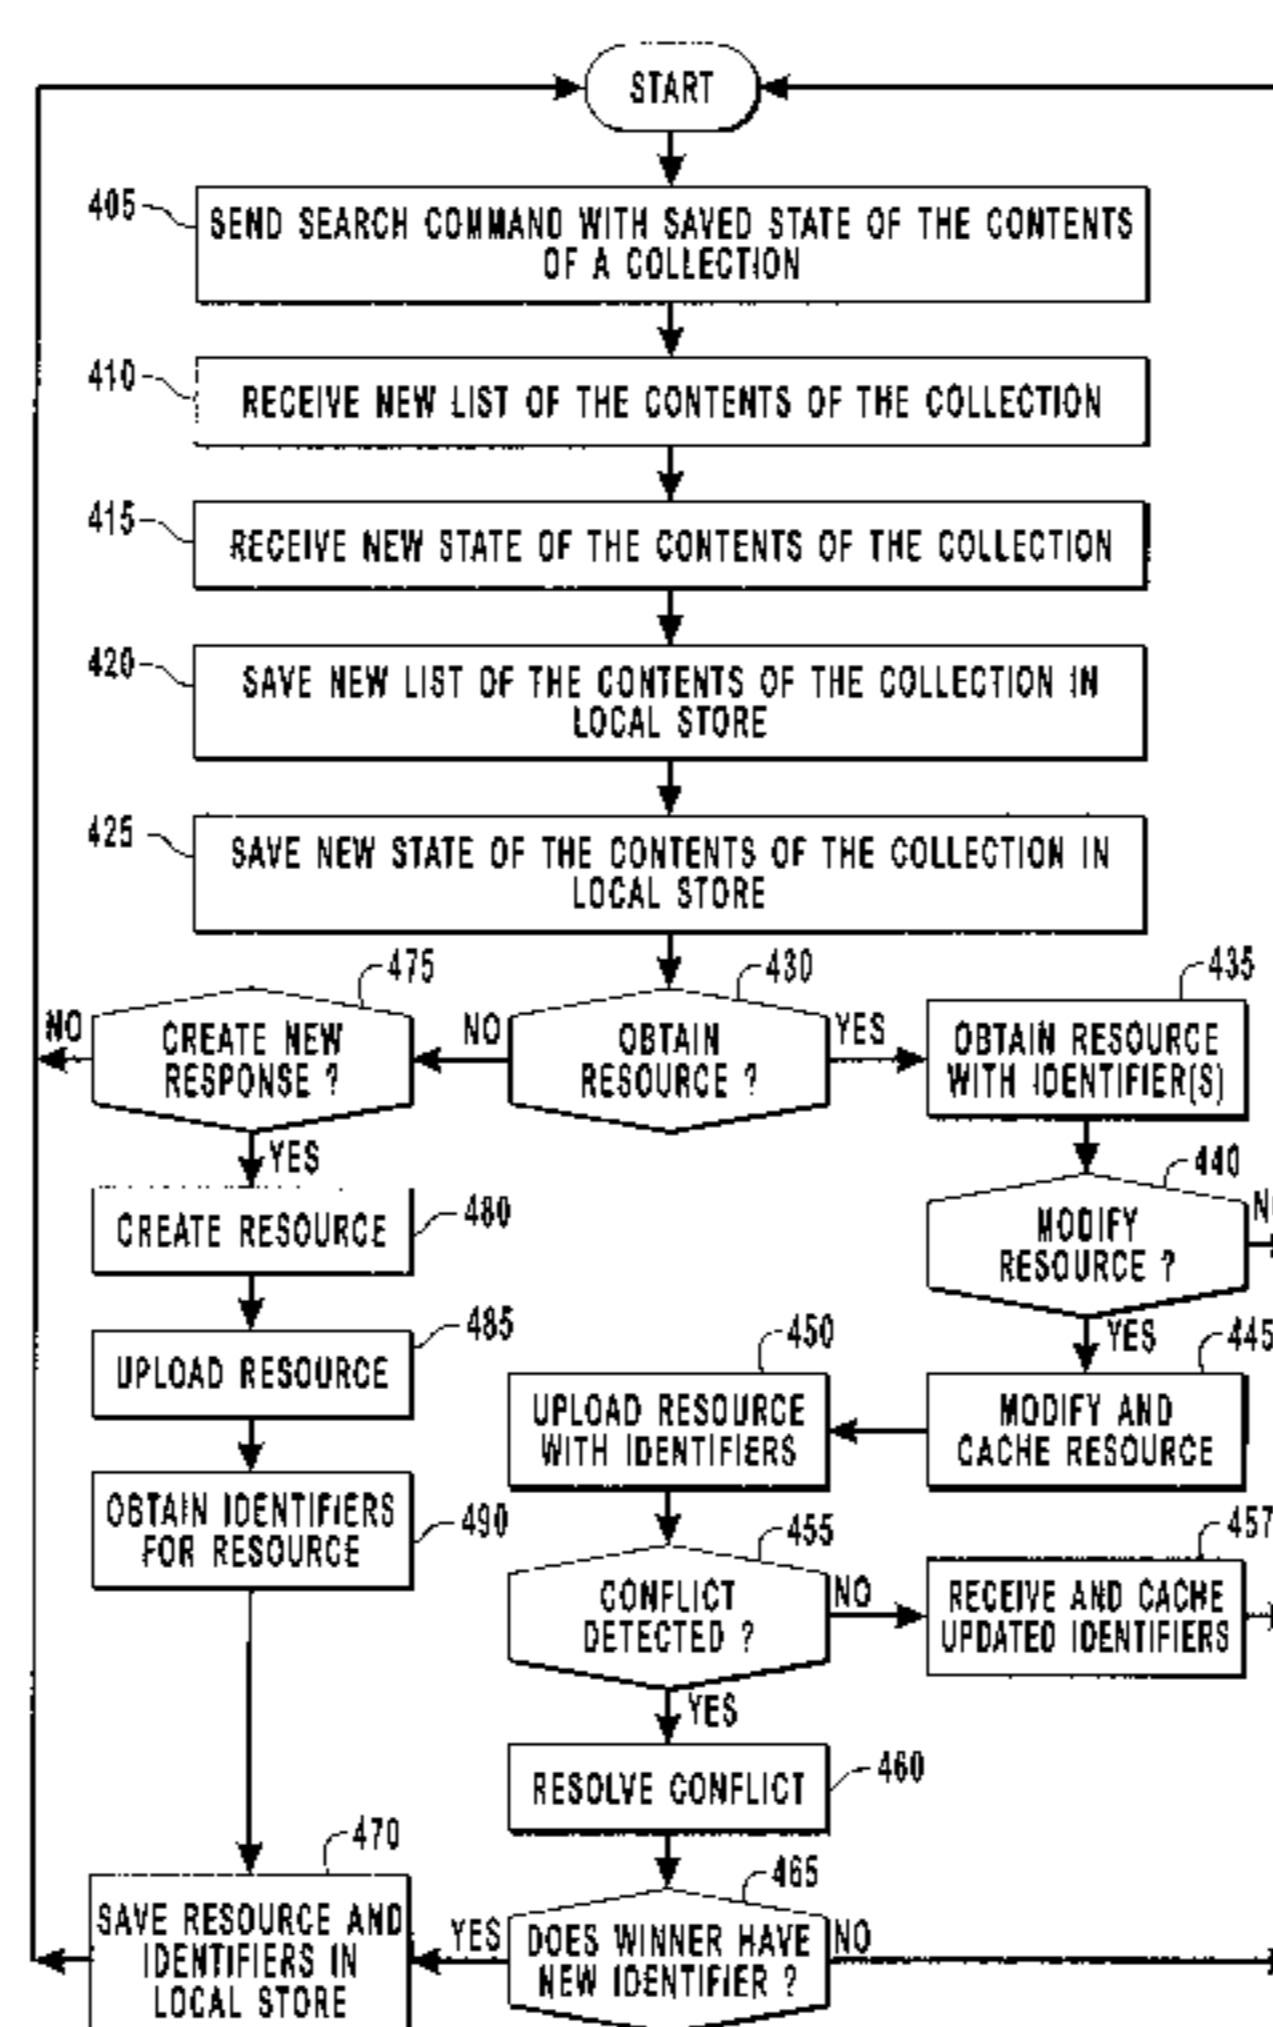 START
405
SEND SEARCH COMMAND WITH SAVED STATE OF THE CONTENTS
OF A COLLECTION
410
RECEIVE NEW LIST OF THE CONTENTS OF THE COLLECTION
415
RECEIVE NEW STATE OF THE CONTENTS OF THE COLLECTION
420
SAVE NEW LIST OF THE CONTENTS OF THE COLLECTION IN
LOCAL STORE
425
SAVE NEW STATE OF THE CONTENTS OF THE COLLECTION IN
LOCAL STORE
475
430
435
NO
CREATE NEW
RESPONSE ?
NO
OBTAIN
RESOURCE ?
YES
OBTAIN RESOURCE
WITH IDENTIFIER(S)
YES
440
MODIFY
RESOURCE ?
480
CREATE RESOURCE
YES
485
UPLOAD RESOURCE
450
UPLOAD RESOURCE
WITH IDENTIFIERS
445
MODIFY AND
CACHE RESOURCE
490
OBTAIN IDENTIFIERS
FOR RESOURCE
455
CONFLICT
DETECTED ?
NO
457
RECEIVE AND CACHE
UPDATED IDENTIFIERS
YES
460
RESOLVE CONFLICT
470
SAVE RESOURCE AND
IDENTIFIERS IN
LOCAL STORE
YES
465
DOES WINNER HAVE
NEW IDENTIFIER ?
NO